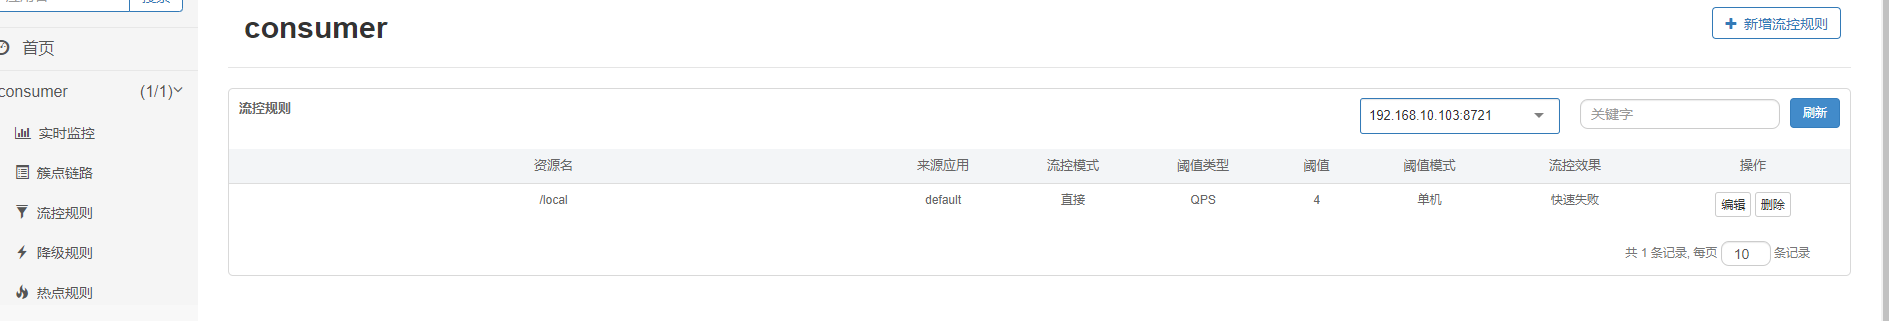 搜索
consumer
新增流控规则
首页
consumer (1/1)
实时监控
簇点链路
流控规则
降级规则
热点规则
流控规则
192.168.10.103:8721
关键字
刷新
资源名 来源应用 流控模式 阈值类型 阈值 阈值模式 流控效果 操作
/local default 直接 QPS 4 单机 快速失败 编辑 删除
共 1 条记录, 每页 10 条记录